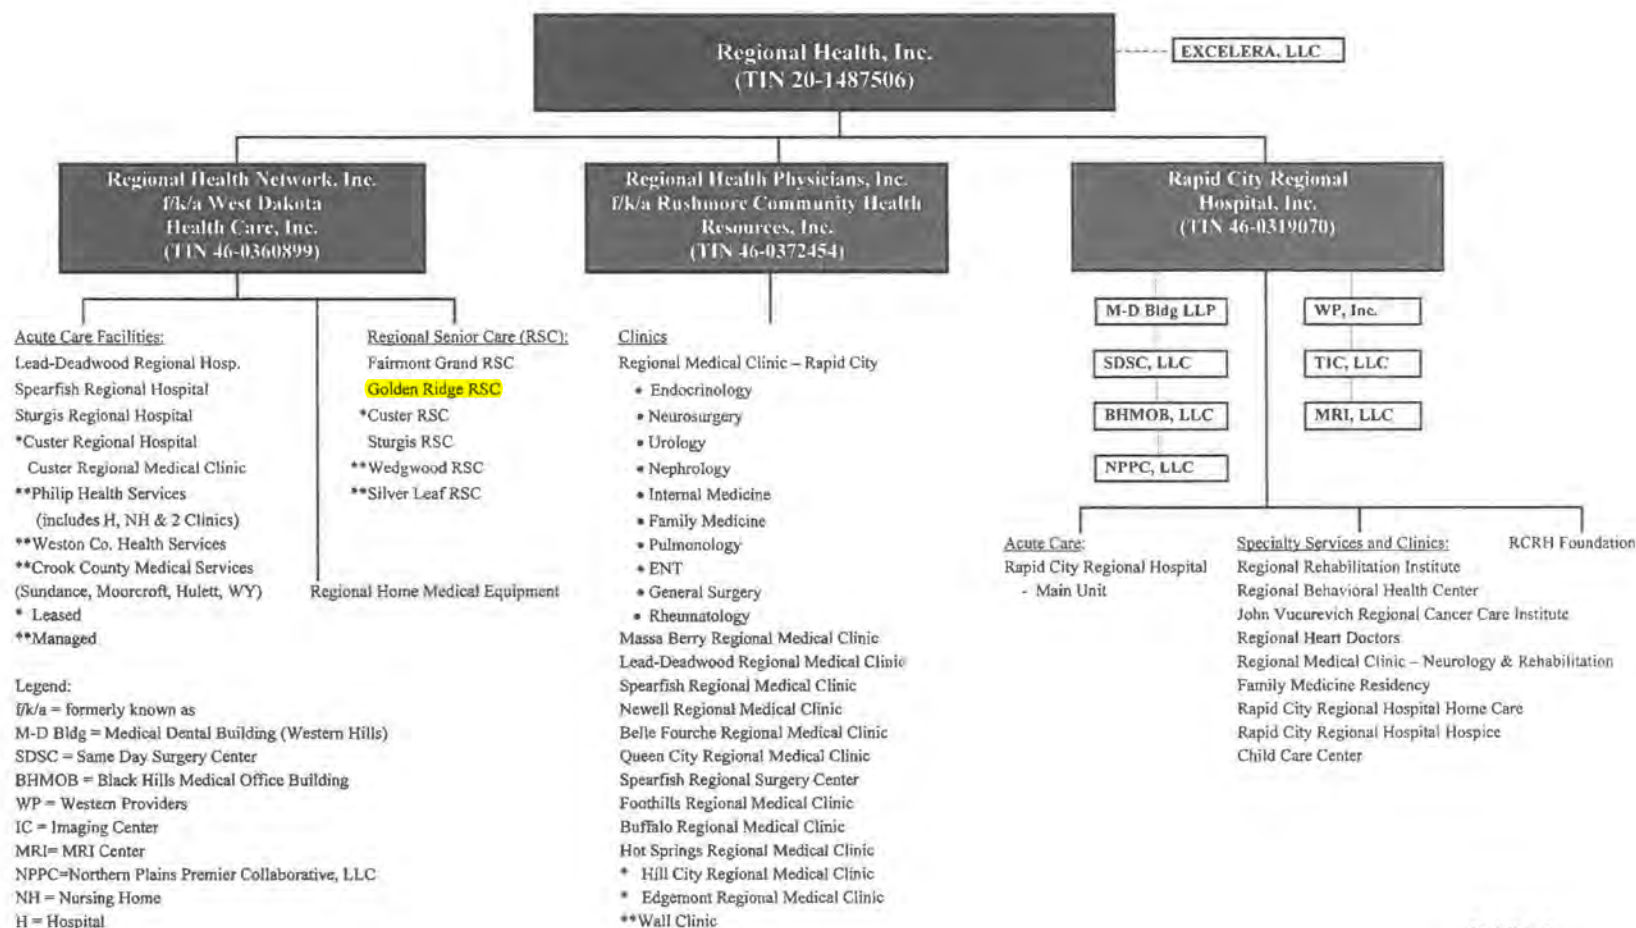 Regional Health, Inc.
(TIN 20-1487506)
EXCELERA, LLC
Regional Health Network, Inc.
f/k/a West Dakota
Health Care, Inc.
(TIN 46-0360899)
Regional Health Physicians, Inc.
f/k/a Rushmore Community Health
Resources, Inc.
(TIN 46-0372454)
Rapid City Regional
Hospital, Inc.
(TIN 46-0319070)
Acute Care Facilities:
Lead-Deadwood Regional Hosp.
Spearfish Regional Hospital
Sturgis Regional Hospital
*Custer Regional Hospital
Custer Regional Medical Clinic
**Philip Health Services
(includes H, NH & 2 Clinics)
**Weston Co. Health Services
**Crook County Medical Services
(Sundance, Moorcroft, Hulett, WY)
* Leased
**Managed
Regional Home Medical Equipment
Regional Senior Care (RSC):
Fairmont Grand RSC
Golden Ridge RSC
*Custer RSC
Sturgis RSC
**Wedgwood RSC
**Silver Leaf RSC
Legend:
f/k/a = formerly known as
M-D Bldg = Medical Dental Building (Western Hills)
SDSC = Same Day Surgery Center
BHMOB = Black Hills Medical Office Building
WP = Western Providers
IC = Imaging Center
MRI= MRI Center
NPPC=Northern Plains Premier Collaborative, LLC
NH = Nursing Home
H = Hospital
Clinics
Regional Medical Clinic – Rapid City
• Endocrinology
• Neurosurgery
• Urology
• Nephrology
• Internal Medicine
• Family Medicine
• Pulmonology
• ENT
• General Surgery
• Rheumatology
Massa Berry Regional Medical Clinic
Lead-Deadwood Regional Medical Clinic
Spearfish Regional Medical Clinic
Newell Regional Medical Clinic
Belle Fourche Regional Medical Clinic
Queen City Regional Medical Clinic
Spearfish Regional Surgery Center
Foothills Regional Medical Clinic
Buffalo Regional Medical Clinic
Hot Springs Regional Medical Clinic
* Hill City Regional Medical Clinic
* Edgemont Regional Medical Clinic
**Wall Clinic
M-D Bldg LLP
SDSC, LLC
BHMOB, LLC
NPPC, LLC
WP, Inc.
TIC, LLC
MRI, LLC
Acute Care:
Rapid City Regional Hospital
- Main Unit
Specialty Services and Clinics:
Regional Rehabilitation Institute
Regional Behavioral Health Center
John Vucurevich Regional Cancer Care Institute
Regional Heart Doctors
Regional Medical Clinic – Neurology & Rehabilitation
Family Medicine Residency
Rapid City Regional Hospital Home Care
Rapid City Regional Hospital Hospice
Child Care Center
RCRH Foundation